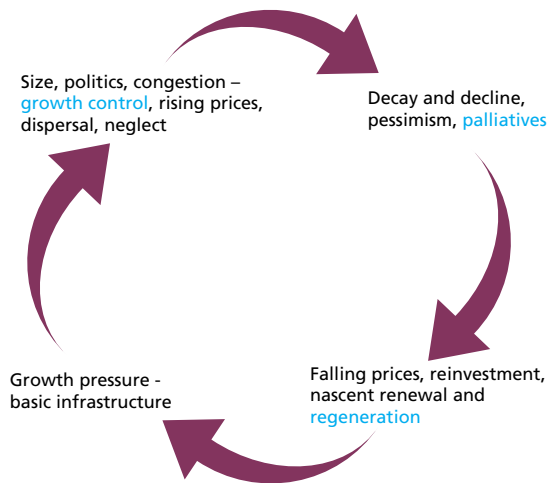 Size, politics, congestion –
growth control, rising prices,
dispersal, neglect
Decay and decline,
pessimism, palliatives
Falling prices, reinvestment,
nascent renewal and
regeneration
Growth pressure -
basic infrastructure